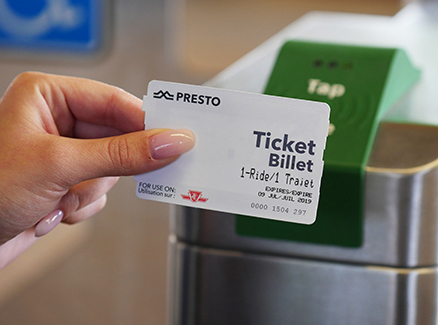 PRESTO
Ticket
Billet
1-Ride/1 Trajet
EXPIRES/EXPIRE
09 JUL/JUIL 2019
0000 1504 297
FOR USE ON:
Utilisation sur :
TTC
Tap